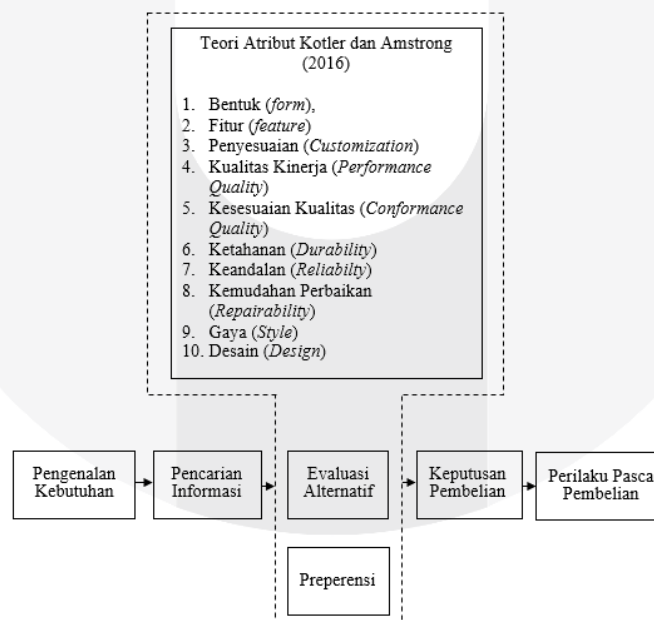 Teori Atribut Kotler dan Amstrong
(2016)
1. Bentuk (form),
2. Fitur (feature)
3. Penyesuaian (Customization)
4. Kualitas Kinerja (Performance
Quality)
5. Kesesuaian Kualitas (Conformance
Quality)
6. Ketahanan (Durability)
7. Keandalan (Reliabilty)
8. Kemudahan Perbaikan
(Repairability)
9. Gaya (Style)
10. Desain (Design)
Pengenalan
Kebutuhan
Pencarian
Informasi
Evaluasi
Alternatif
Keputusan
Pembelian
Perilaku Pasca
Pembelian
Preperensi